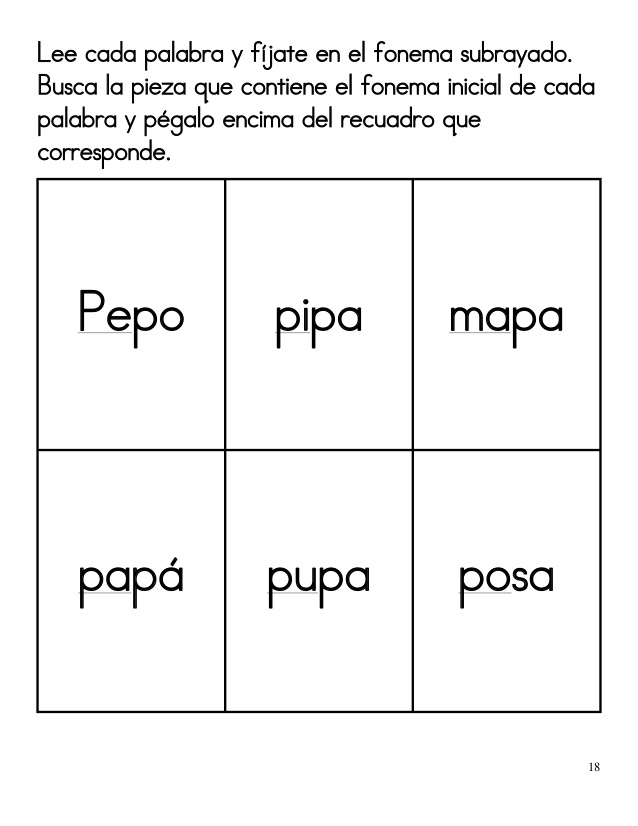 Lee cada palabra y fíjate en el fonema subrayado.
Busca la pieza que contiene el fonema inicial de cada
palabra y pégalo encima del recuadro que
corresponde.
Pepo
pipa
mapa
papá
pupa
posa
18